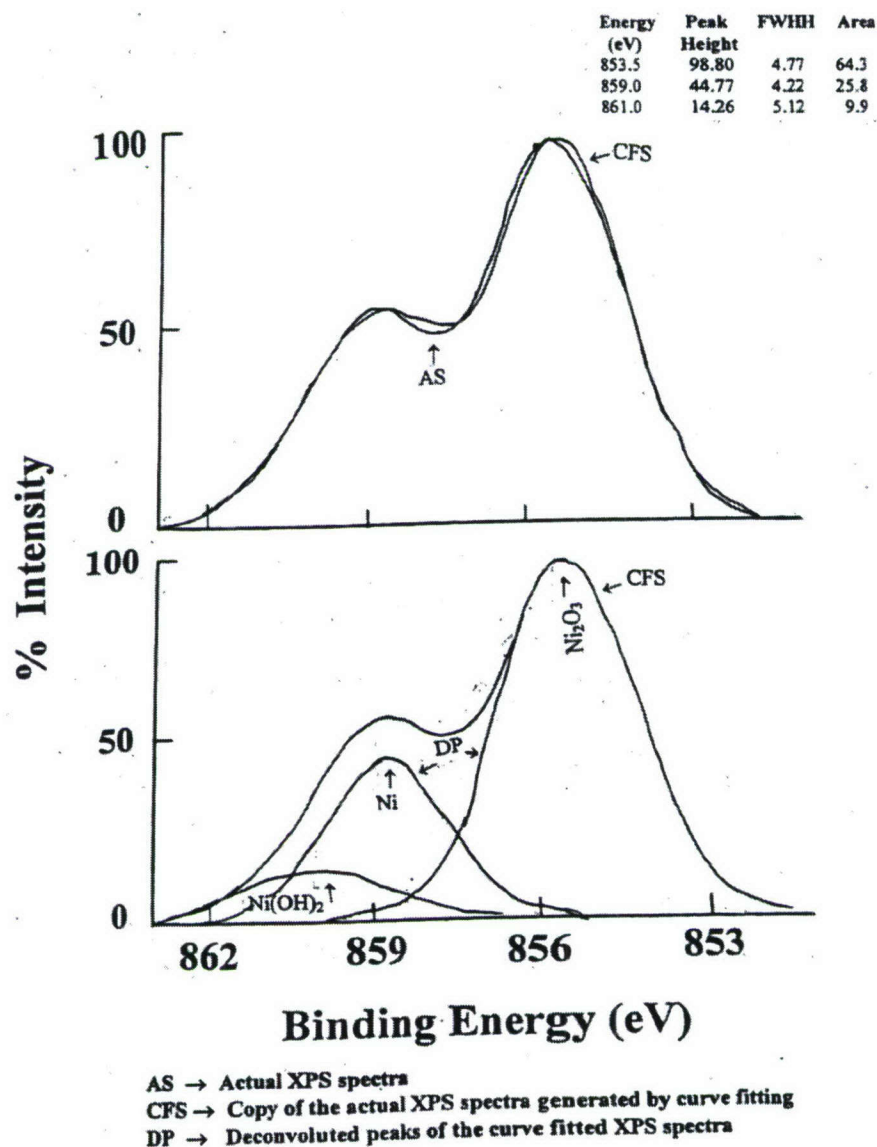 Energy Peak FWHH Area
(eV) Height
853.5 98.80 4.77 64.3
859.0 44.77 4.22 25.8
861.0 14.26 5.12 9.9
100
←CFS
50
↑
AS
0
% Intensity
100
←CFS
↑
Ni₂O₃
50
DP→
↑
Ni
Ni(OH)₂ ↑
0
862 859 856 853
Binding Energy (eV)
AS → Actual XPS spectra
CFS → Copy of the actual XPS spectra generated by curve fitting
DP → Deconvoluted peaks of the curve fitted XPS spectra